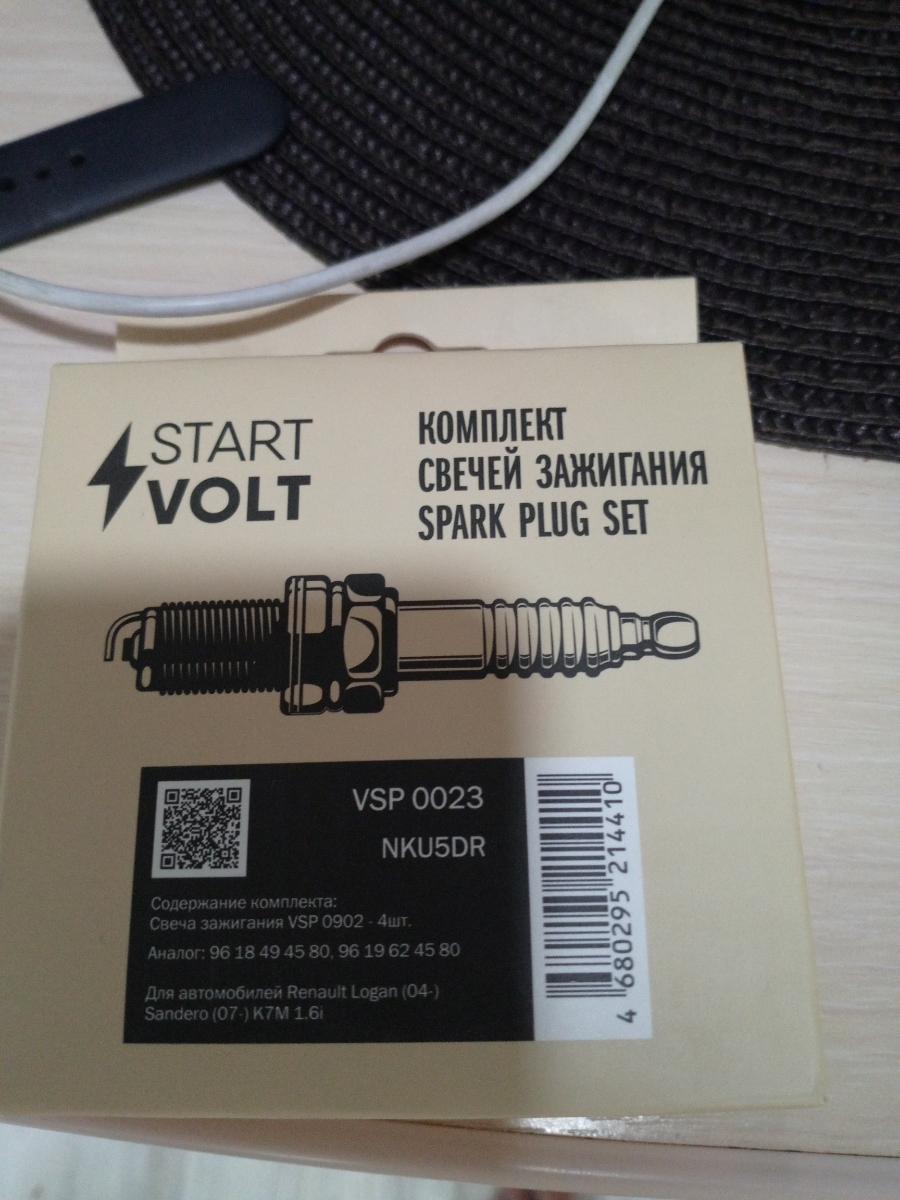 START
VOLT
КОМПЛЕКТ
СВЕЧЕЙ ЗАЖИГАНИЯ
SPARK PLUG SET
VSP 0023
NKU5DR
Содержание комплекта:
Свеча зажигания VSP 0902 - 4шт.
Аналог: 96 18 49 45 80, 96 19 62 45 80
Для автомобилей Renault Logan (04-)
Sandero (07-) K7M 1.6i
4 680295 214410